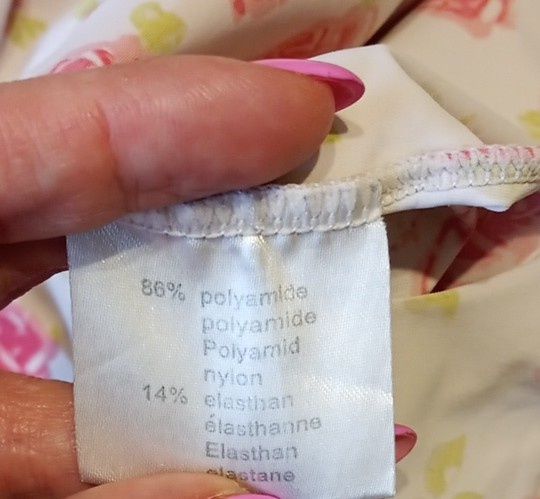 86% polyamide
polyamide
Polyamid
nylon
14% elasthan
élasthanne
Elasthan
elastane